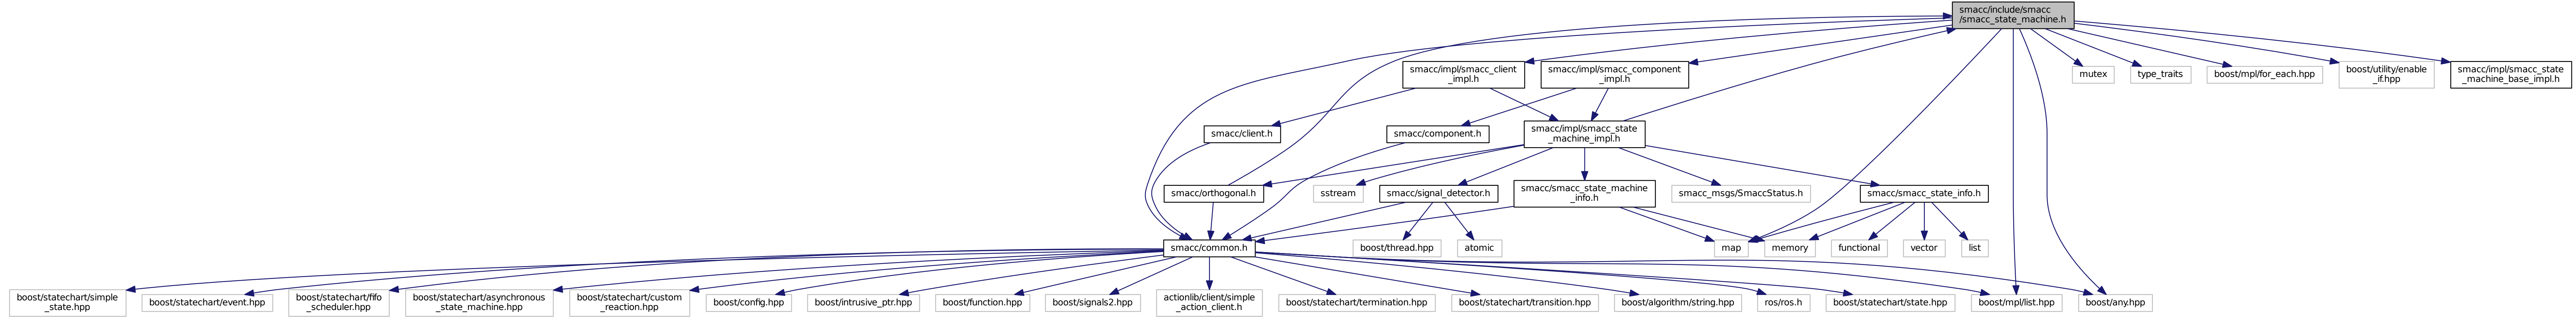 smacc/include/smacc
/smacc_state_machine.h
smacc/impl/smacc_client
_impl.h
smacc/impl/smacc_component
_impl.h
mutex
type_traits
boost/mpl/for_each.hpp
boost/utility/enable
_if.hpp
smacc/impl/smacc_state
_machine_base_impl.h
smacc/client.h
smacc/component.h
smacc/impl/smacc_state
_machine_impl.h
smacc/orthogonal.h
sstream
smacc/signal_detector.h
smacc/smacc_state_machine
_info.h
smacc_msgs/SmaccStatus.h
smacc/smacc_state_info.h
smacc/common.h
boost/thread.hpp
atomic
map
memory
functional
vector
list
boost/statechart/simple
_state.hpp
boost/statechart/event.hpp
boost/statechart/fifo
_scheduler.hpp
boost/statechart/asynchronous
_state_machine.hpp
boost/statechart/custom
_reaction.hpp
boost/config.hpp
boost/intrusive_ptr.hpp
boost/function.hpp
boost/signals2.hpp
actionlib/client/simple
_action_client.h
boost/statechart/termination.hpp
boost/statechart/transition.hpp
boost/algorithm/string.hpp
ros/ros.h
boost/statechart/state.hpp
boost/mpl/list.hpp
boost/any.hpp